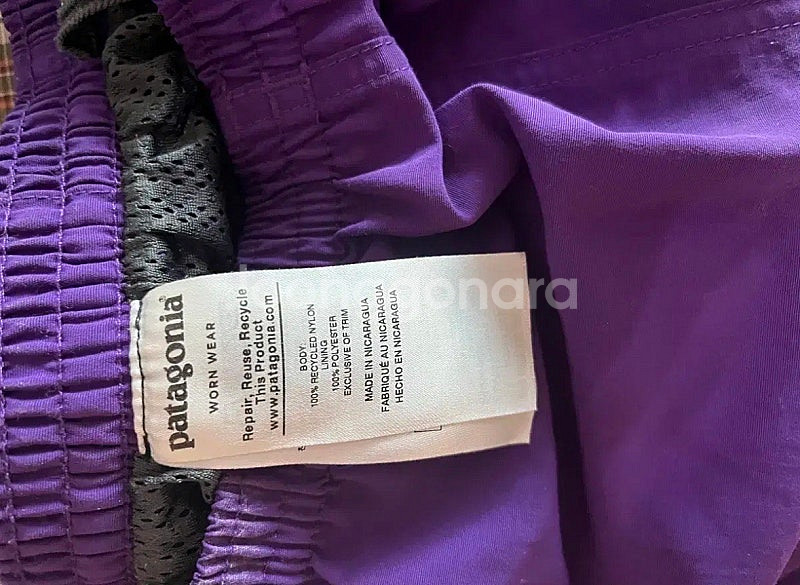 patagonia®
WORN WEAR
Repair, Reuse, Recycle
This Product
www.patagonia.com
BODY:
100% RECYCLED NYLON
LINING
100% POLYESTER
EXCLUSIVE OF TRIM
MADE IN NICARAGUA
FABRIQUÉ AU NICARAGUA
HECHO EN NICARAGUA